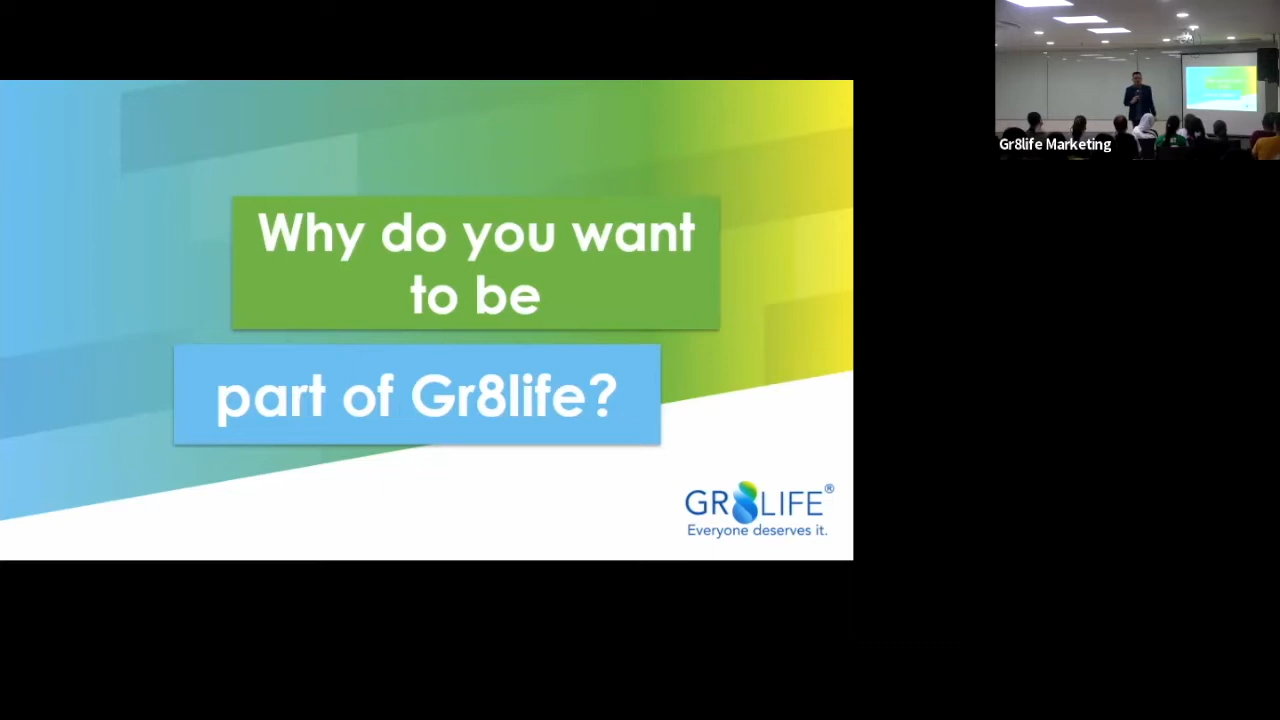 Why do you want
to be
part of Gr8life?
GR8LIFE®
Everyone deserves it.
Gr8life Marketing